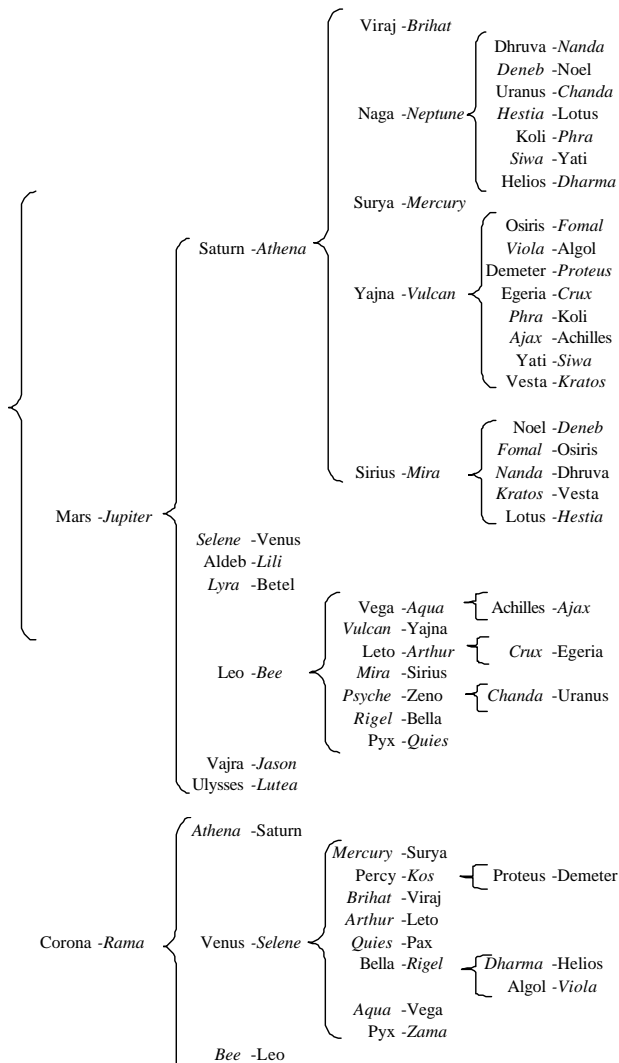 Viraj -Brihat
Dhruva -Nanda
Deneb -Noel
Uranus -Chanda
Naga -Neptune
Hestia -Lotus
Koli -Phra
Siwa -Yati
Helios -Dharma
Surya -Mercury
Osiris -Fomal
Saturn -Athena
Viola -Algol
Demeter -Proteus
Yajna -Vulcan
Egeria -Crux
Phra -Koli
Ajax -Achilles
Yati -Siwa
Vesta -Kratos
Noel -Deneb
Fomal -Osiris
Sirius -Mira
Nanda -Dhruva
Kratos -Vesta
Lotus -Hestia
Mars -Jupiter
Selene -Venus
Aldeb -Lili
Lyra -Betel
Vega -Aqua
Achilles -Ajax
Vulcan -Yajna
Leto -Arthur
Crux -Egeria
Leo -Bee
Mira -Sirius
Psyche -Zeno
Chanda -Uranus
Rigel -Bella
Pyx -Quies
Vajra -Jason
Ulysses -Lutea
Athena -Saturn
Mercury -Surya
Percy -Kos
Proteus -Demeter
Brihat -Viraj
Corona -Rama
Venus -Selene
Arthur -Leto
Quies -Pax
Bella -Rigel
Dharma -Helios
Algol -Viola
Aqua -Vega
Pyx -Zama
Bee -Leo